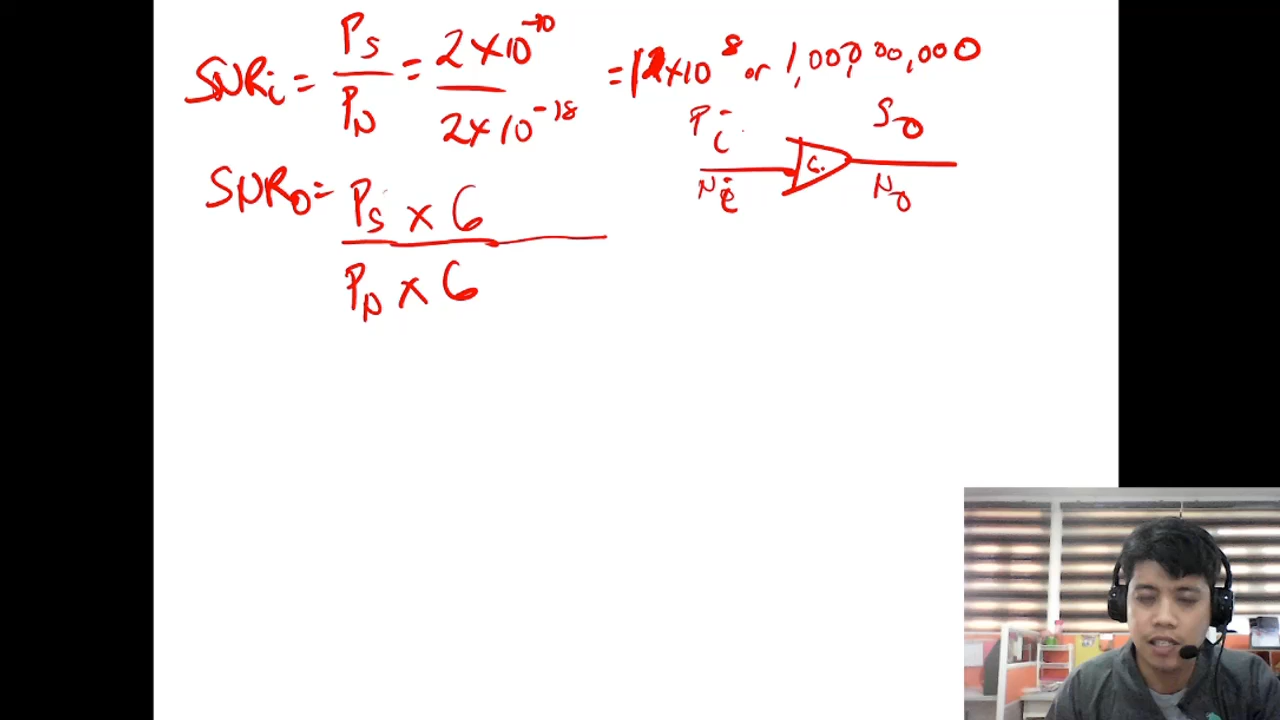 SNRi = Ps / PN = 2×10^-10 / 2×10^-18 = 1×10^8 or 1,00,000,000
Pi So
Ni G. No
SNRo = Ps × G / PN × G